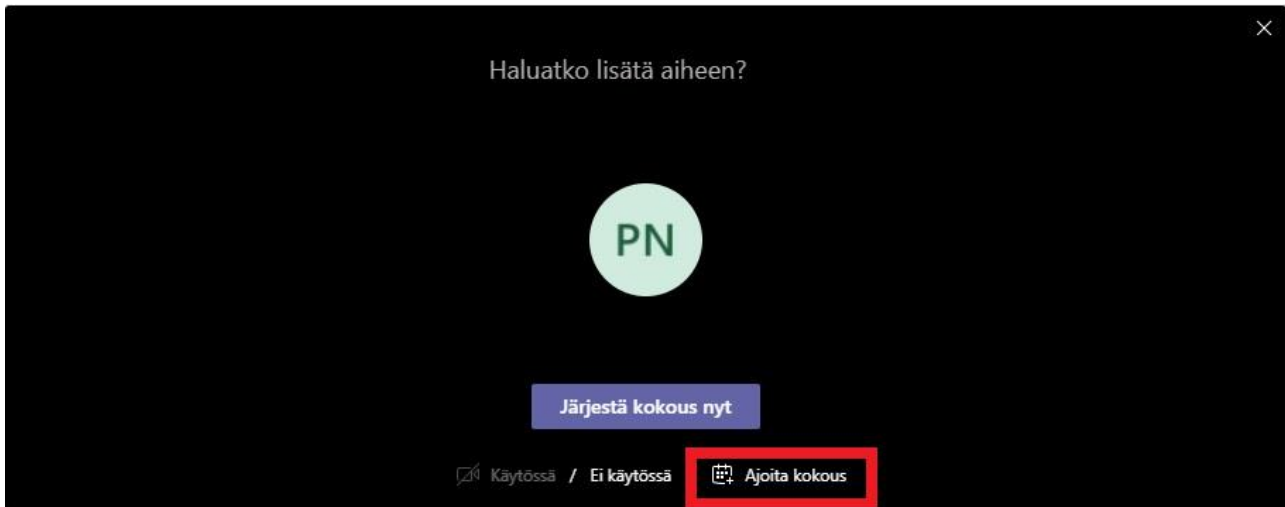 Haluatko lisätä aiheen?
PN
Järjestä kokous nyt
Käytössä / Ei käytössä Ajoita kokous